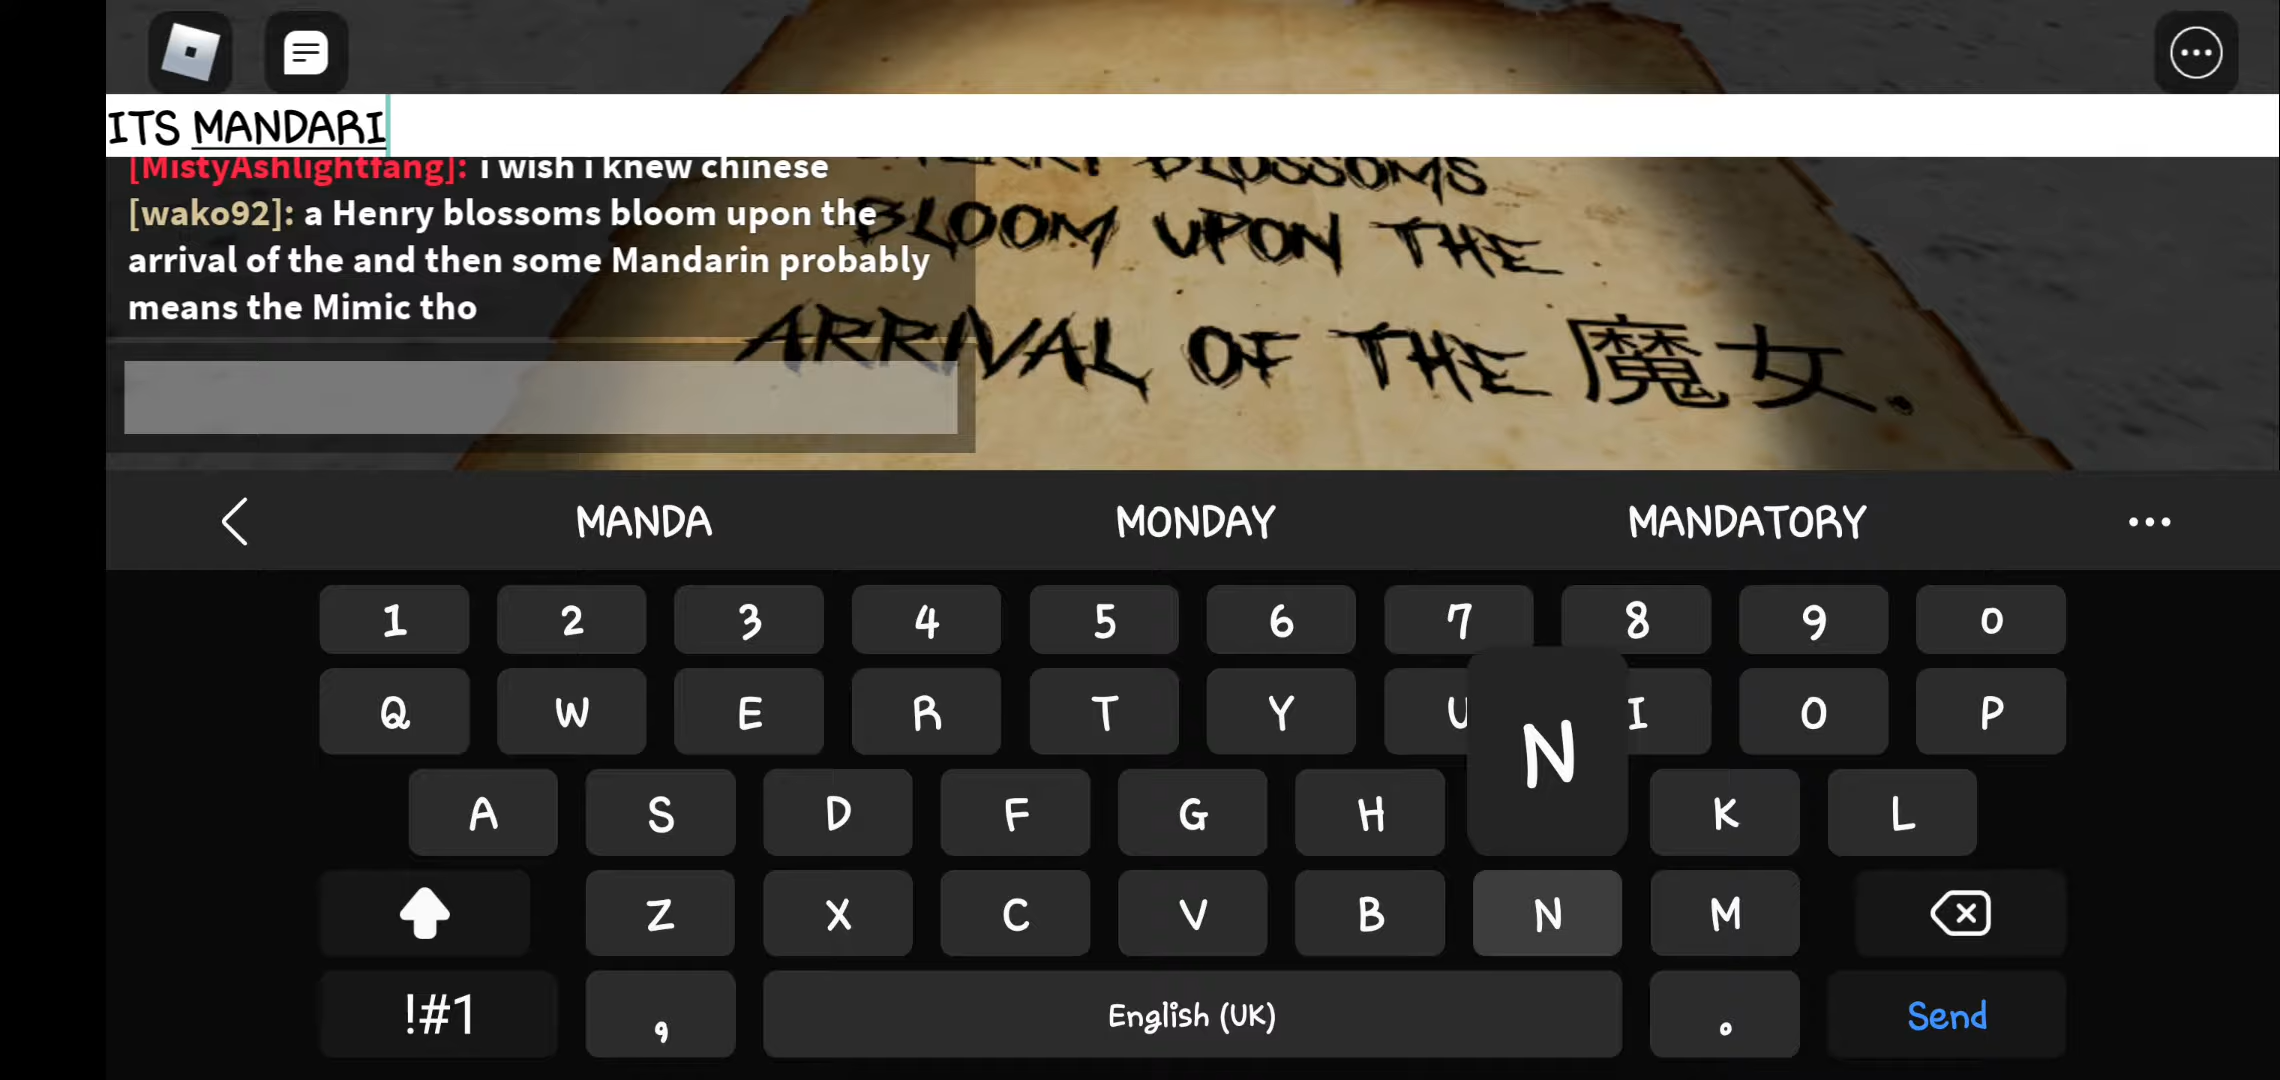 ITS MANDARI
[MistyAshlightfang]: i wish i knew chinese
[wako92]: a Henry blossoms bloom upon the
arrival of the and then some Mandarin probably
means the Mimic tho
BLOSSOMS
BLOOM UPON THE
ARRIVAL OF THE 魔女.
MANDA MONDAY MANDATORY
1 2 3 4 5 6 7 8 9 0
Q W E R T Y U I O P
N
A S D F G H K L
Z X C V B N M
!#1 , English (UK) . Send